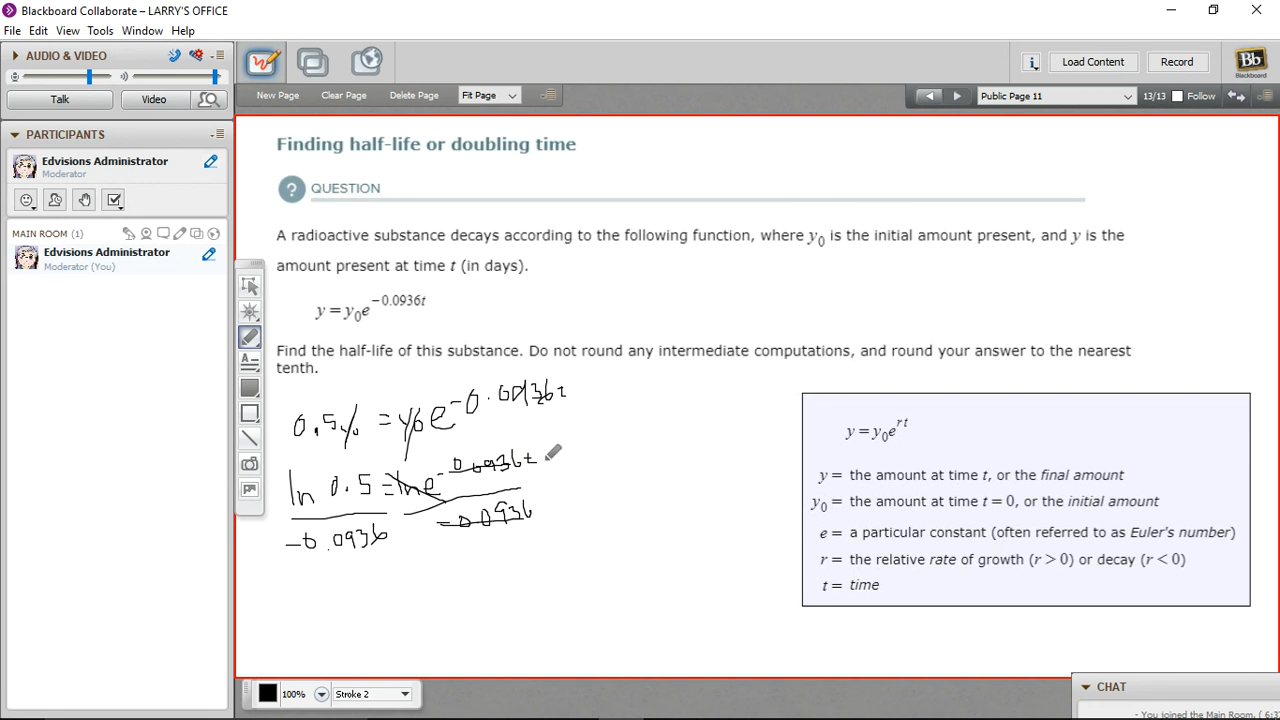 Blackboard Collaborate – LARRY'S OFFICE
File Edit View Tools Window Help
AUDIO & VIDEO
Talk Video
PARTICIPANTS
Edvisions Administrator
Moderator
MAIN ROOM (1)
Edvisions Administrator
Moderator (You)
i Load Content Record Bb
Blackboard
New Page Clear Page Delete Page Fit Page Public Page 11 13/13 Follow
Finding half-life or doubling time
? QUESTION
A radioactive substance decays according to the following function, where y₀ is the initial amount present, and y is the
amount present at time t (in days).
y = y₀e^−0.0936t
Find the half-life of this substance. Do not round any intermediate computations, and round your answer to the nearest
tenth.
0.5y₀ = y₀e^-0.0936t
ln 0.5 = ln e^-0.0936t
-0.0936 -0.0936
y = y₀e^rt
y = the amount at time t, or the final amount
y₀ = the amount at time t = 0, or the initial amount
e = a particular constant (often referred to as Euler's number)
r = the relative rate of growth (r > 0) or decay (r < 0)
t = time
100% Stroke 2
CHAT
- You joined the Main Room.